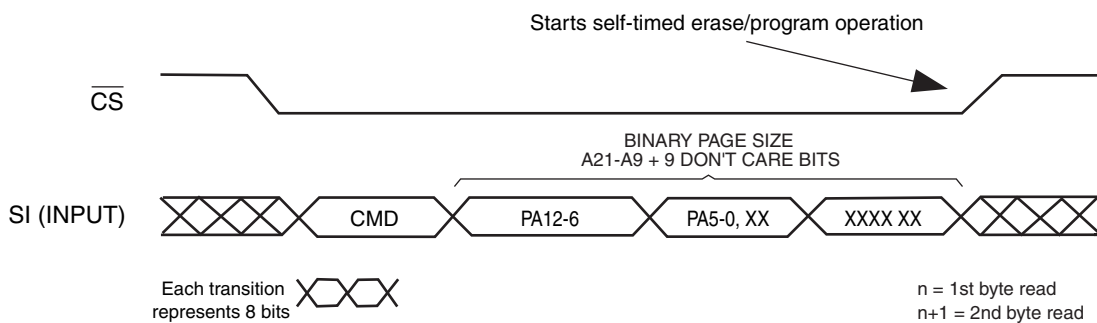 Starts self-timed erase/program operation
CS
BINARY PAGE SIZE
A21-A9 + 9 DON'T CARE BITS
SI (INPUT)
CMD
PA12-6
PA5-0, XX
XXXX XX
Each transition
represents 8 bits
n = 1st byte read
n+1 = 2nd byte read